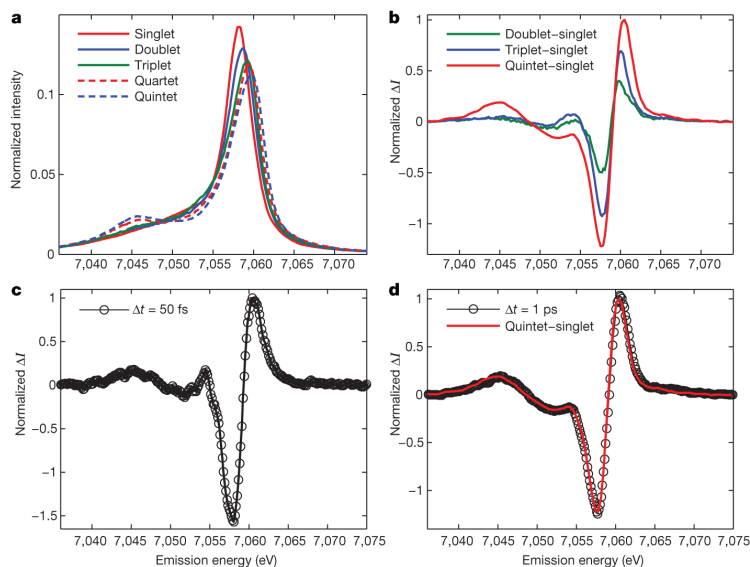 a
Normalized intensity
0.1
0.05
0
Singlet
Doublet
Triplet
Quartet
Quintet
7,040 7,045 7,050 7,055 7,060 7,065 7,070
b
Normalized ΔI
1
0.5
0
−0.5
−1
Doublet–singlet
Triplet–singlet
Quintet–singlet
7,040 7,045 7,050 7,055 7,060 7,065 7,070
c
Normalized ΔI
1
0.5
0
−0.5
−1
−1.5
Δt = 50 fs
7,040 7,045 7,050 7,055 7,060 7,065 7,070 7,075
Emission energy (eV)
d
Normalized ΔI
1
0.5
0
−0.5
−1
Δt = 1 ps
Quintet–singlet
7,040 7,045 7,050 7,055 7,060 7,065 7,070 7,075
Emission energy (eV)